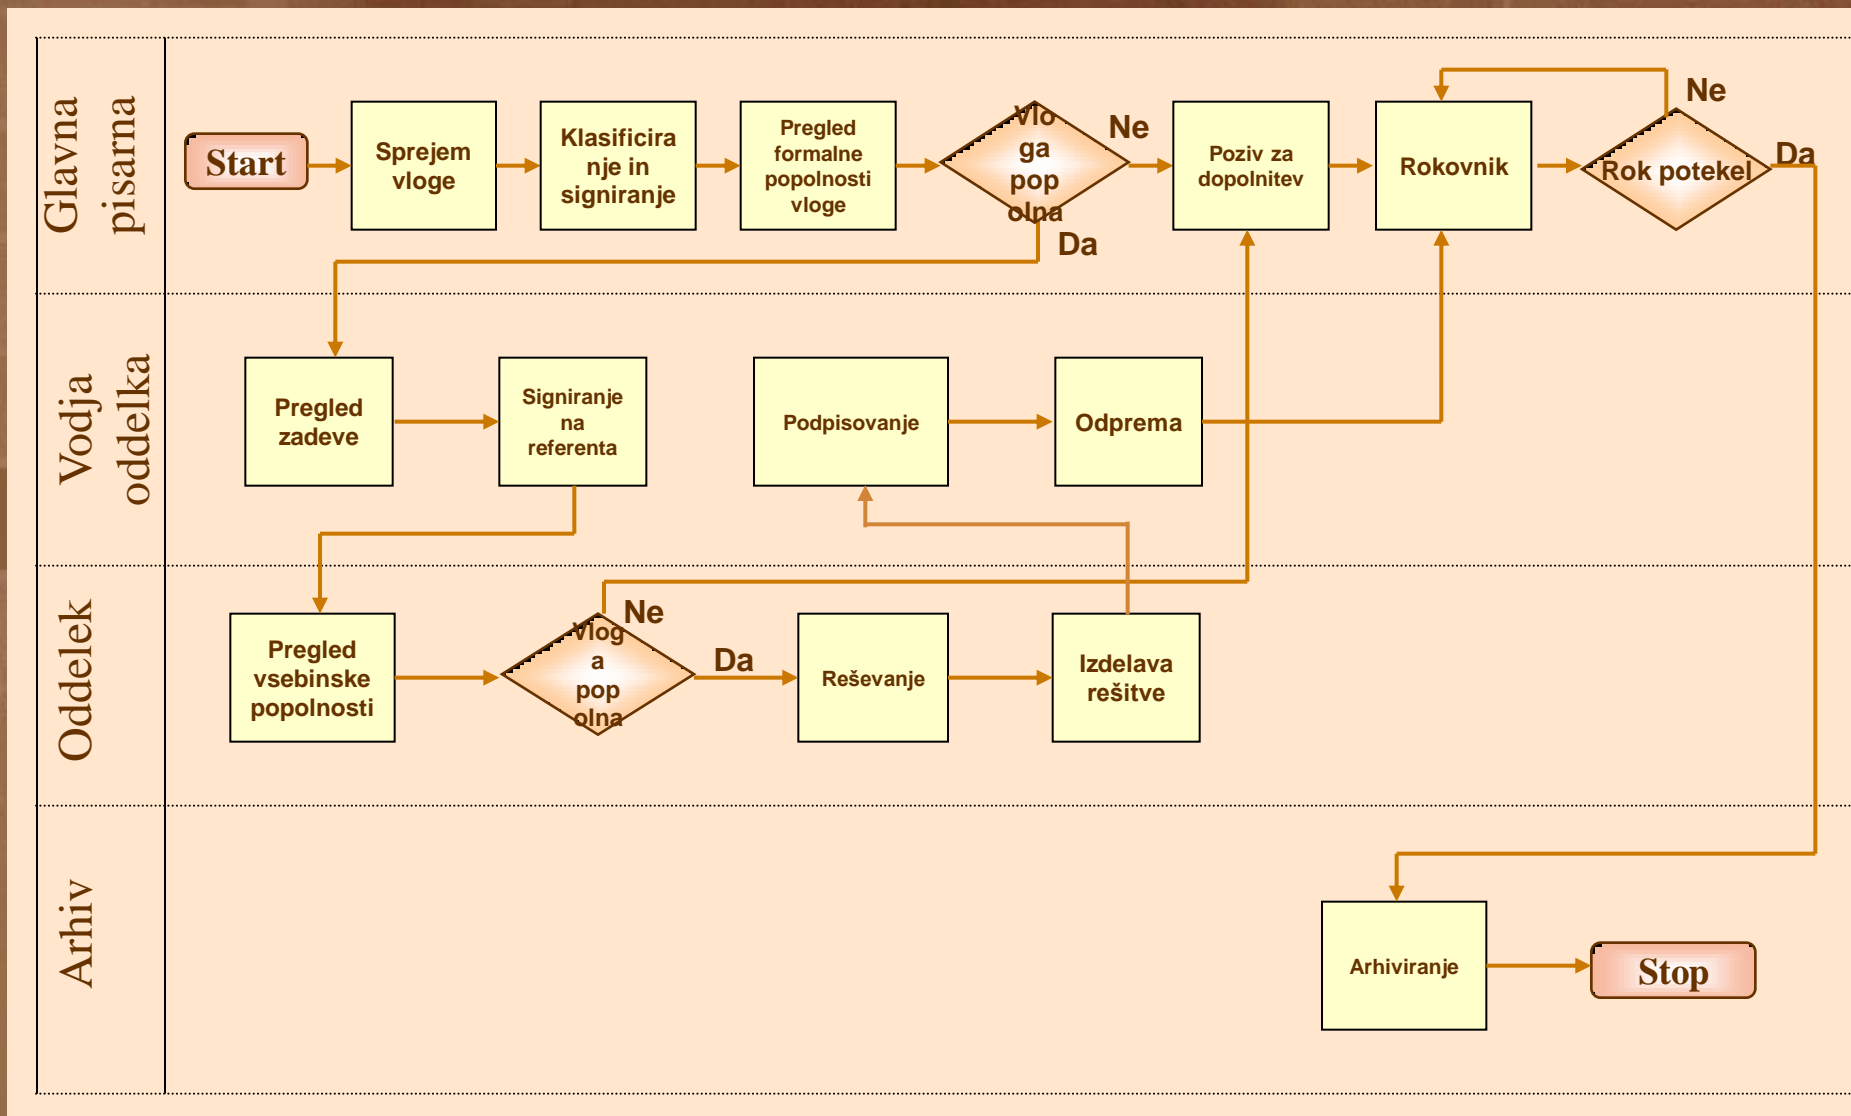 Glavna
pisarna
Start
Sprejem
vloge
Klasificira
nje in
signiranje
Pregled
formalne
popolnosti
vloge
Vlo
ga
pop
olna
Ne
Da
Poziv za
dopolnitev
Rokovnik
Ne
Rok potekel
Da
Vodja
oddelka
Pregled
zadeve
Signiranje
na
referenta
Podpisovanje
Odprema
Oddelek
Pregled
vsebinske
popolnosti
Ne
Vlog
a
pop
olna
Da
Reševanje
Izdelava
rešitve
Arhiv
Arhiviranje
Stop